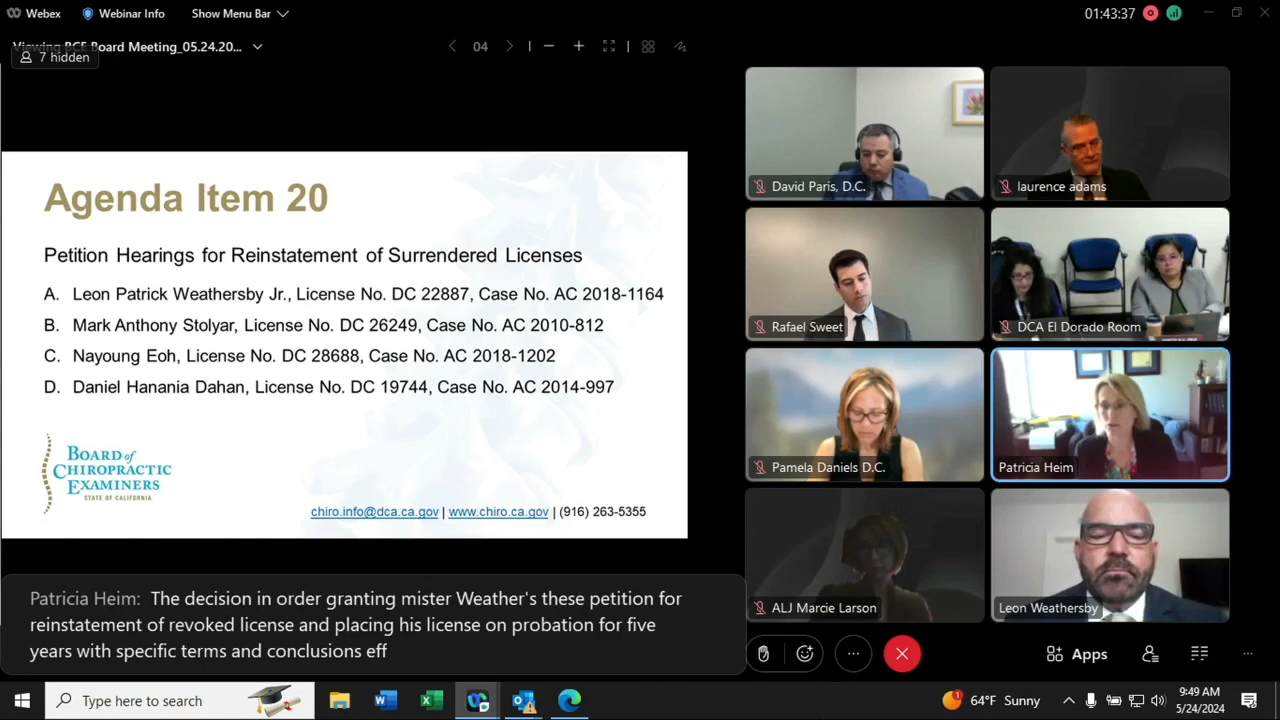 Webex
Webinar Info
Show Menu Bar
01:43:37
Viewing BCE Board Meeting_05.24.20...
04
7 hidden
Agenda Item 20
Petition Hearings for Reinstatement of Surrendered Licenses
A. Leon Patrick Weathersby Jr., License No. DC 22887, Case No. AC 2018-1164
B. Mark Anthony Stolyar, License No. DC 26249, Case No. AC 2010-812
C. Nayoung Eoh, License No. DC 28688, Case No. AC 2018-1202
D. Daniel Hanania Dahan, License No. DC 19744, Case No. AC 2014-997
BOARD of
CHIROPRACTIC
EXAMINERS
STATE OF CALIFORNIA
chiro.info@dca.ca.gov | www.chiro.ca.gov | (916) 263-5355
David Paris, D.C.
laurence adams
Rafael Sweet
DCA El Dorado Room
Pamela Daniels D.C.
Patricia Heim
ALJ Marcie Larson
Leon Weathersby
Patricia Heim: The decision in order granting mister Weather's these petition for
reinstatement of revoked license and placing his license on probation for five
years with specific terms and conclusions eff
Apps
Type here to search
1
64°F Sunny
9:49 AM
5/24/2024